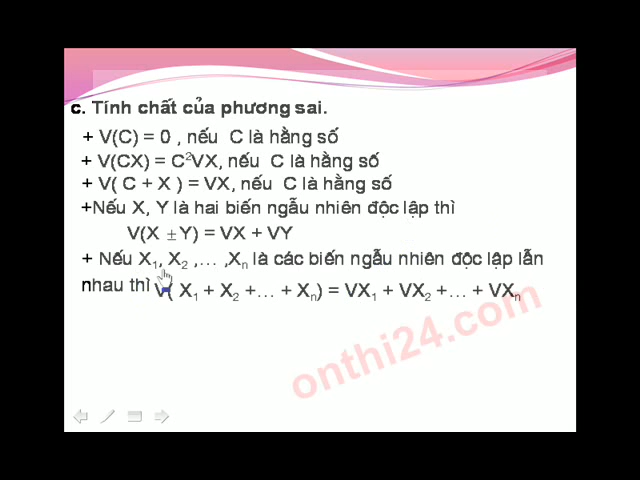 c. Tính chất của phương sai.
+ V(C) = 0 , nếu C là hằng số
+ V(CX) = C²VX, nếu C là hằng số
+ V( C + X ) = VX, nếu C là hằng số
+Nếu X, Y là hai biến ngẫu nhiên độc lập thì
V(X ± Y) = VX + VY
+ Nếu X₁, X₂ ,… ,Xₙ là các biến ngẫu nhiên độc lập lẫn
nhau thì V( X₁ + X₂ +… + Xₙ) = VX₁ + VX₂ +… + VXₙ
onthi24.com